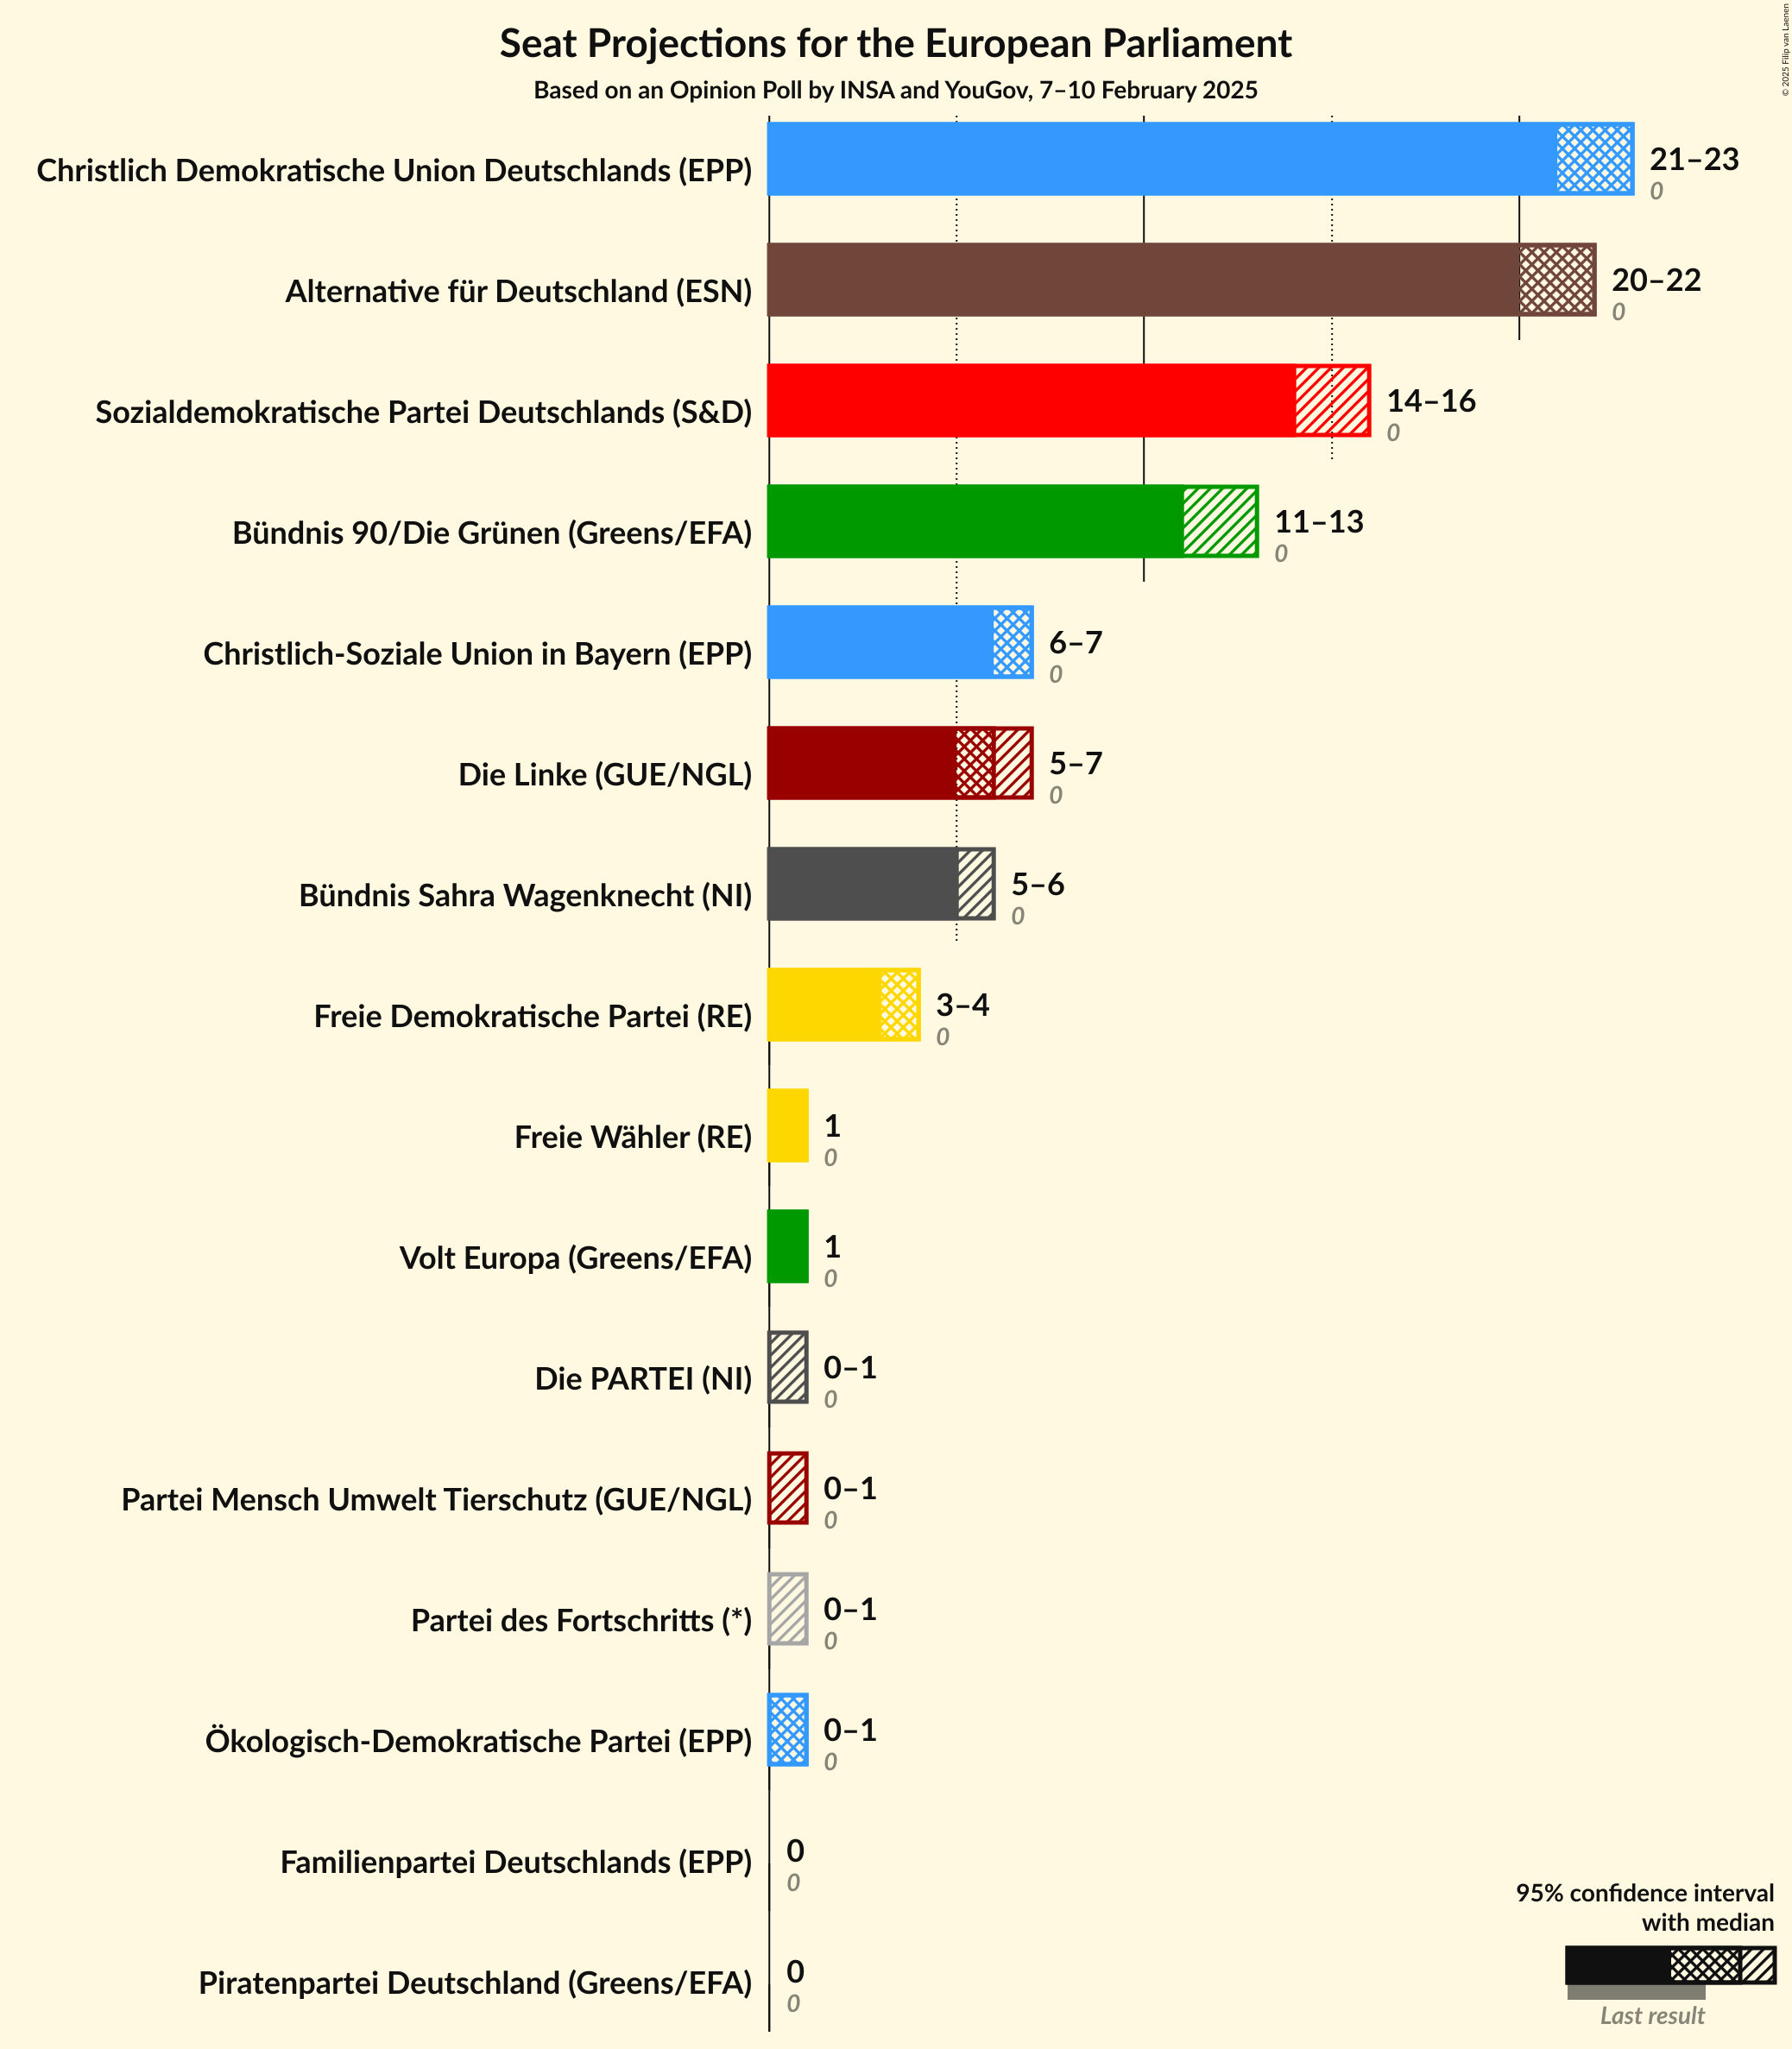 Seat Projections for the European Parliament
Based on an Opinion Poll by INSA and YouGov, 7–10 February 2025
© 2025 Filip van Laenen
Christlich Demokratische Union Deutschlands (EPP)
21–23
0
Alternative für Deutschland (ESN)
20–22
0
Sozialdemokratische Partei Deutschlands (S&D)
14–16
0
Bündnis 90/Die Grünen (Greens/EFA)
11–13
0
Christlich-Soziale Union in Bayern (EPP)
6–7
0
Die Linke (GUE/NGL)
5–7
0
Bündnis Sahra Wagenknecht (NI)
5–6
0
Freie Demokratische Partei (RE)
3–4
0
Freie Wähler (RE)
1
0
Volt Europa (Greens/EFA)
1
0
Die PARTEI (NI)
0–1
0
Partei Mensch Umwelt Tierschutz (GUE/NGL)
0–1
0
Partei des Fortschritts (*)
0–1
0
Ökologisch-Demokratische Partei (EPP)
0–1
0
Familienpartei Deutschlands (EPP)
0
0
Piratenpartei Deutschland (Greens/EFA)
0
0
95% confidence interval
with median
Last result